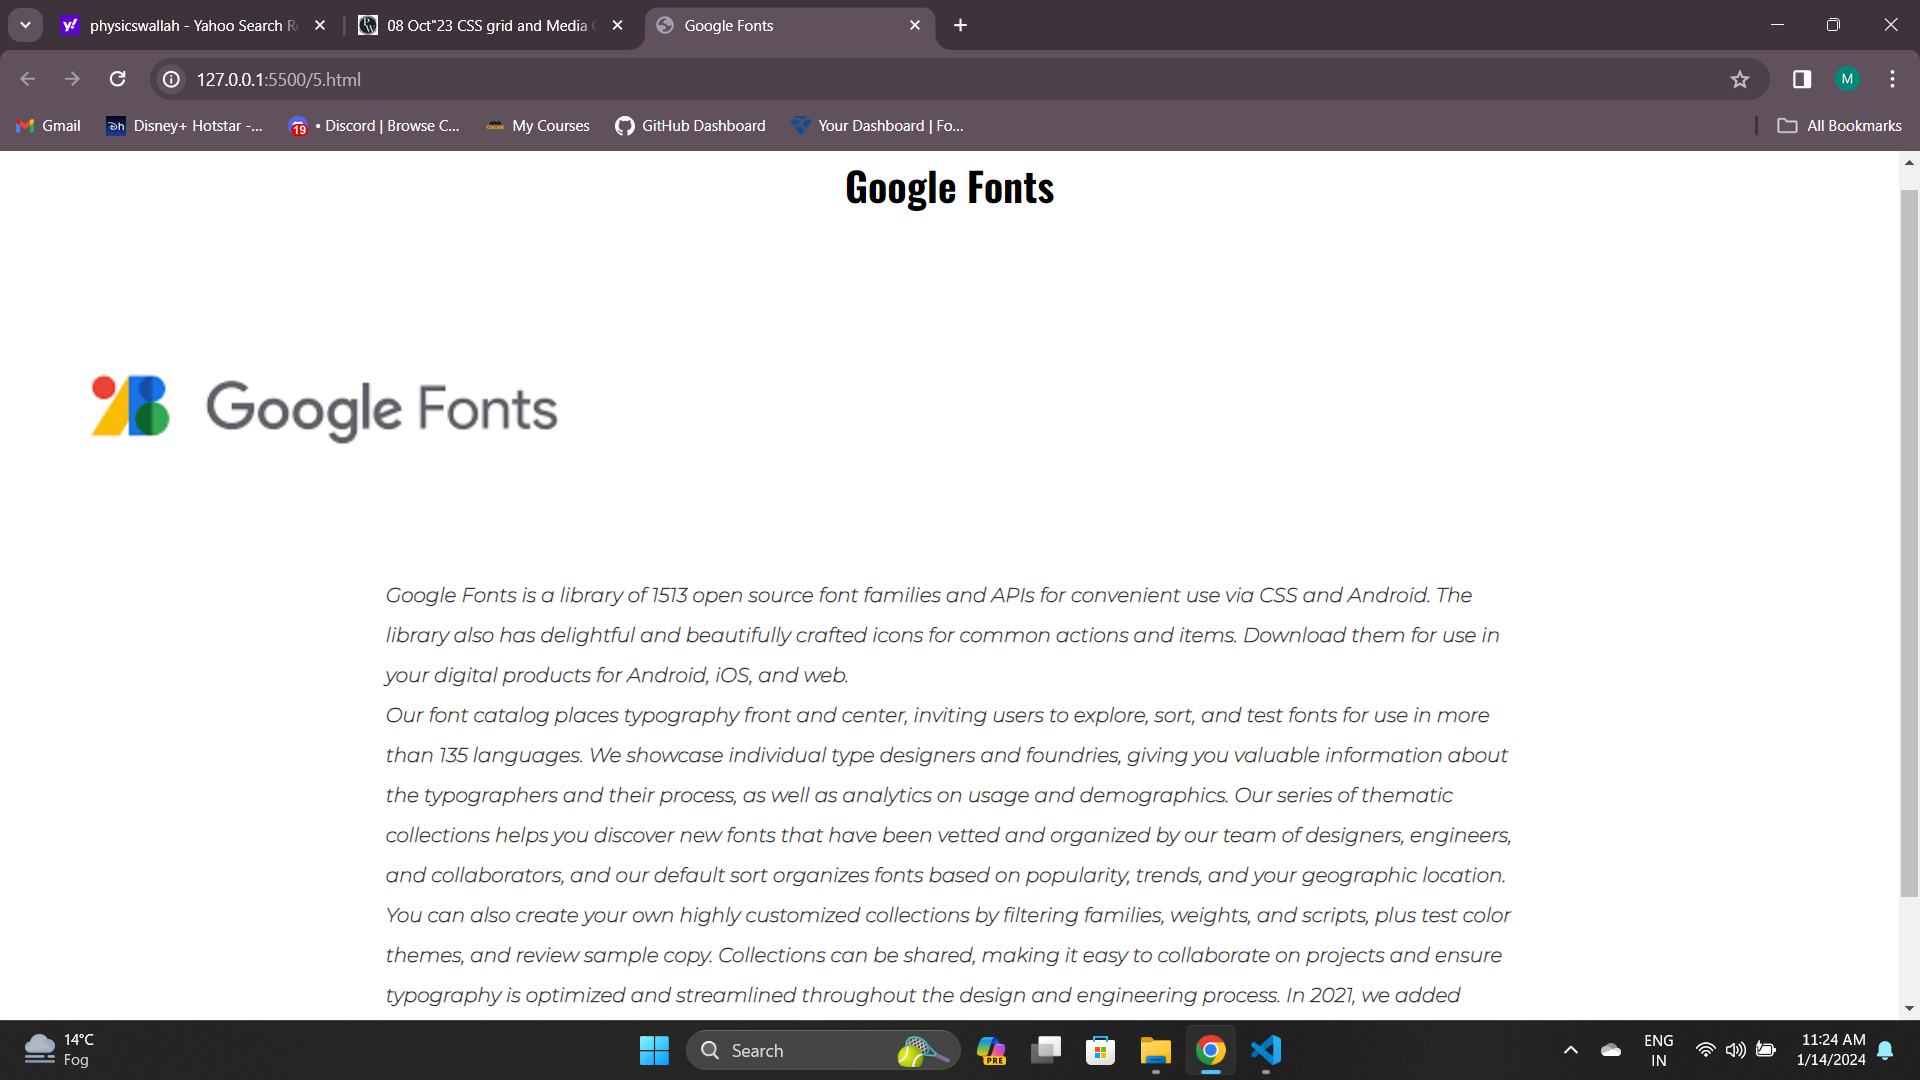 physicswallah - Yahoo Search R
08 Oct"23 CSS grid and Media
Google Fonts
127.0.0.1:5500/5.html
M
Gmail
Disney+ Hotstar -...
19
• Discord | Browse C...
My Courses
GitHub Dashboard
Your Dashboard | Fo...
All Bookmarks
Google Fonts
Google Fonts
Google Fonts is a library of 1513 open source font families and APIs for convenient use via CSS and Android. The
library also has delightful and beautifully crafted icons for common actions and items. Download them for use in
your digital products for Android, iOS, and web.
Our font catalog places typography front and center, inviting users to explore, sort, and test fonts for use in more
than 135 languages. We showcase individual type designers and foundries, giving you valuable information about
the typographers and their process, as well as analytics on usage and demographics. Our series of thematic
collections helps you discover new fonts that have been vetted and organized by our team of designers, engineers,
and collaborators, and our default sort organizes fonts based on popularity, trends, and your geographic location.
You can also create your own highly customized collections by filtering families, weights, and scripts, plus test color
themes, and review sample copy. Collections can be shared, making it easy to collaborate on projects and ensure
typography is optimized and streamlined throughout the design and engineering process. In 2021, we added
14°C
Fog
Search
PRE
ENG
IN
11:24 AM
1/14/2024